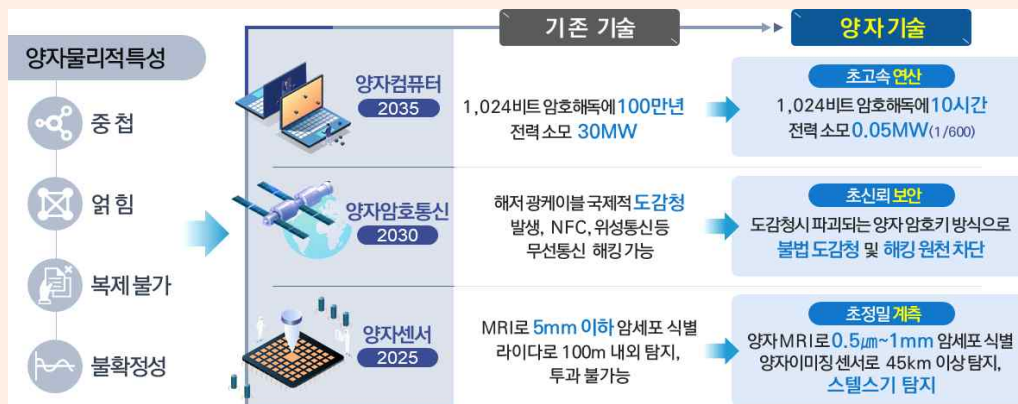 기존 기술
양자기술
양자물리적특성
중첩
얽힘
복제 불가
불확정성
양자컴퓨터
2035
1,024비트 암호해독에 100만년
전력 소모 30MW
초고속 연산
1,024비트 암호해독에 10시간
전력 소모 0.05MW(1/600)
양자암호통신
2030
해저 광케이블 국제적 도감청
발생, NFC, 위성통신등
무선통신 해킹 가능
초신뢰 보안
도감청시 파괴되는 양자 암호키 방식으로
불법 도감청 및 해킹 원천 차단
양자센서
2025
MRI로 5mm 이하 암세포 식별
라이다로 100m 내외 탐지,
투과 불가능
초정밀 계측
양자 MRI로 0.5㎛~1mm 암세포 식별
양자이미징 센서로 45km 이상 탐지,
스텔스기 탐지